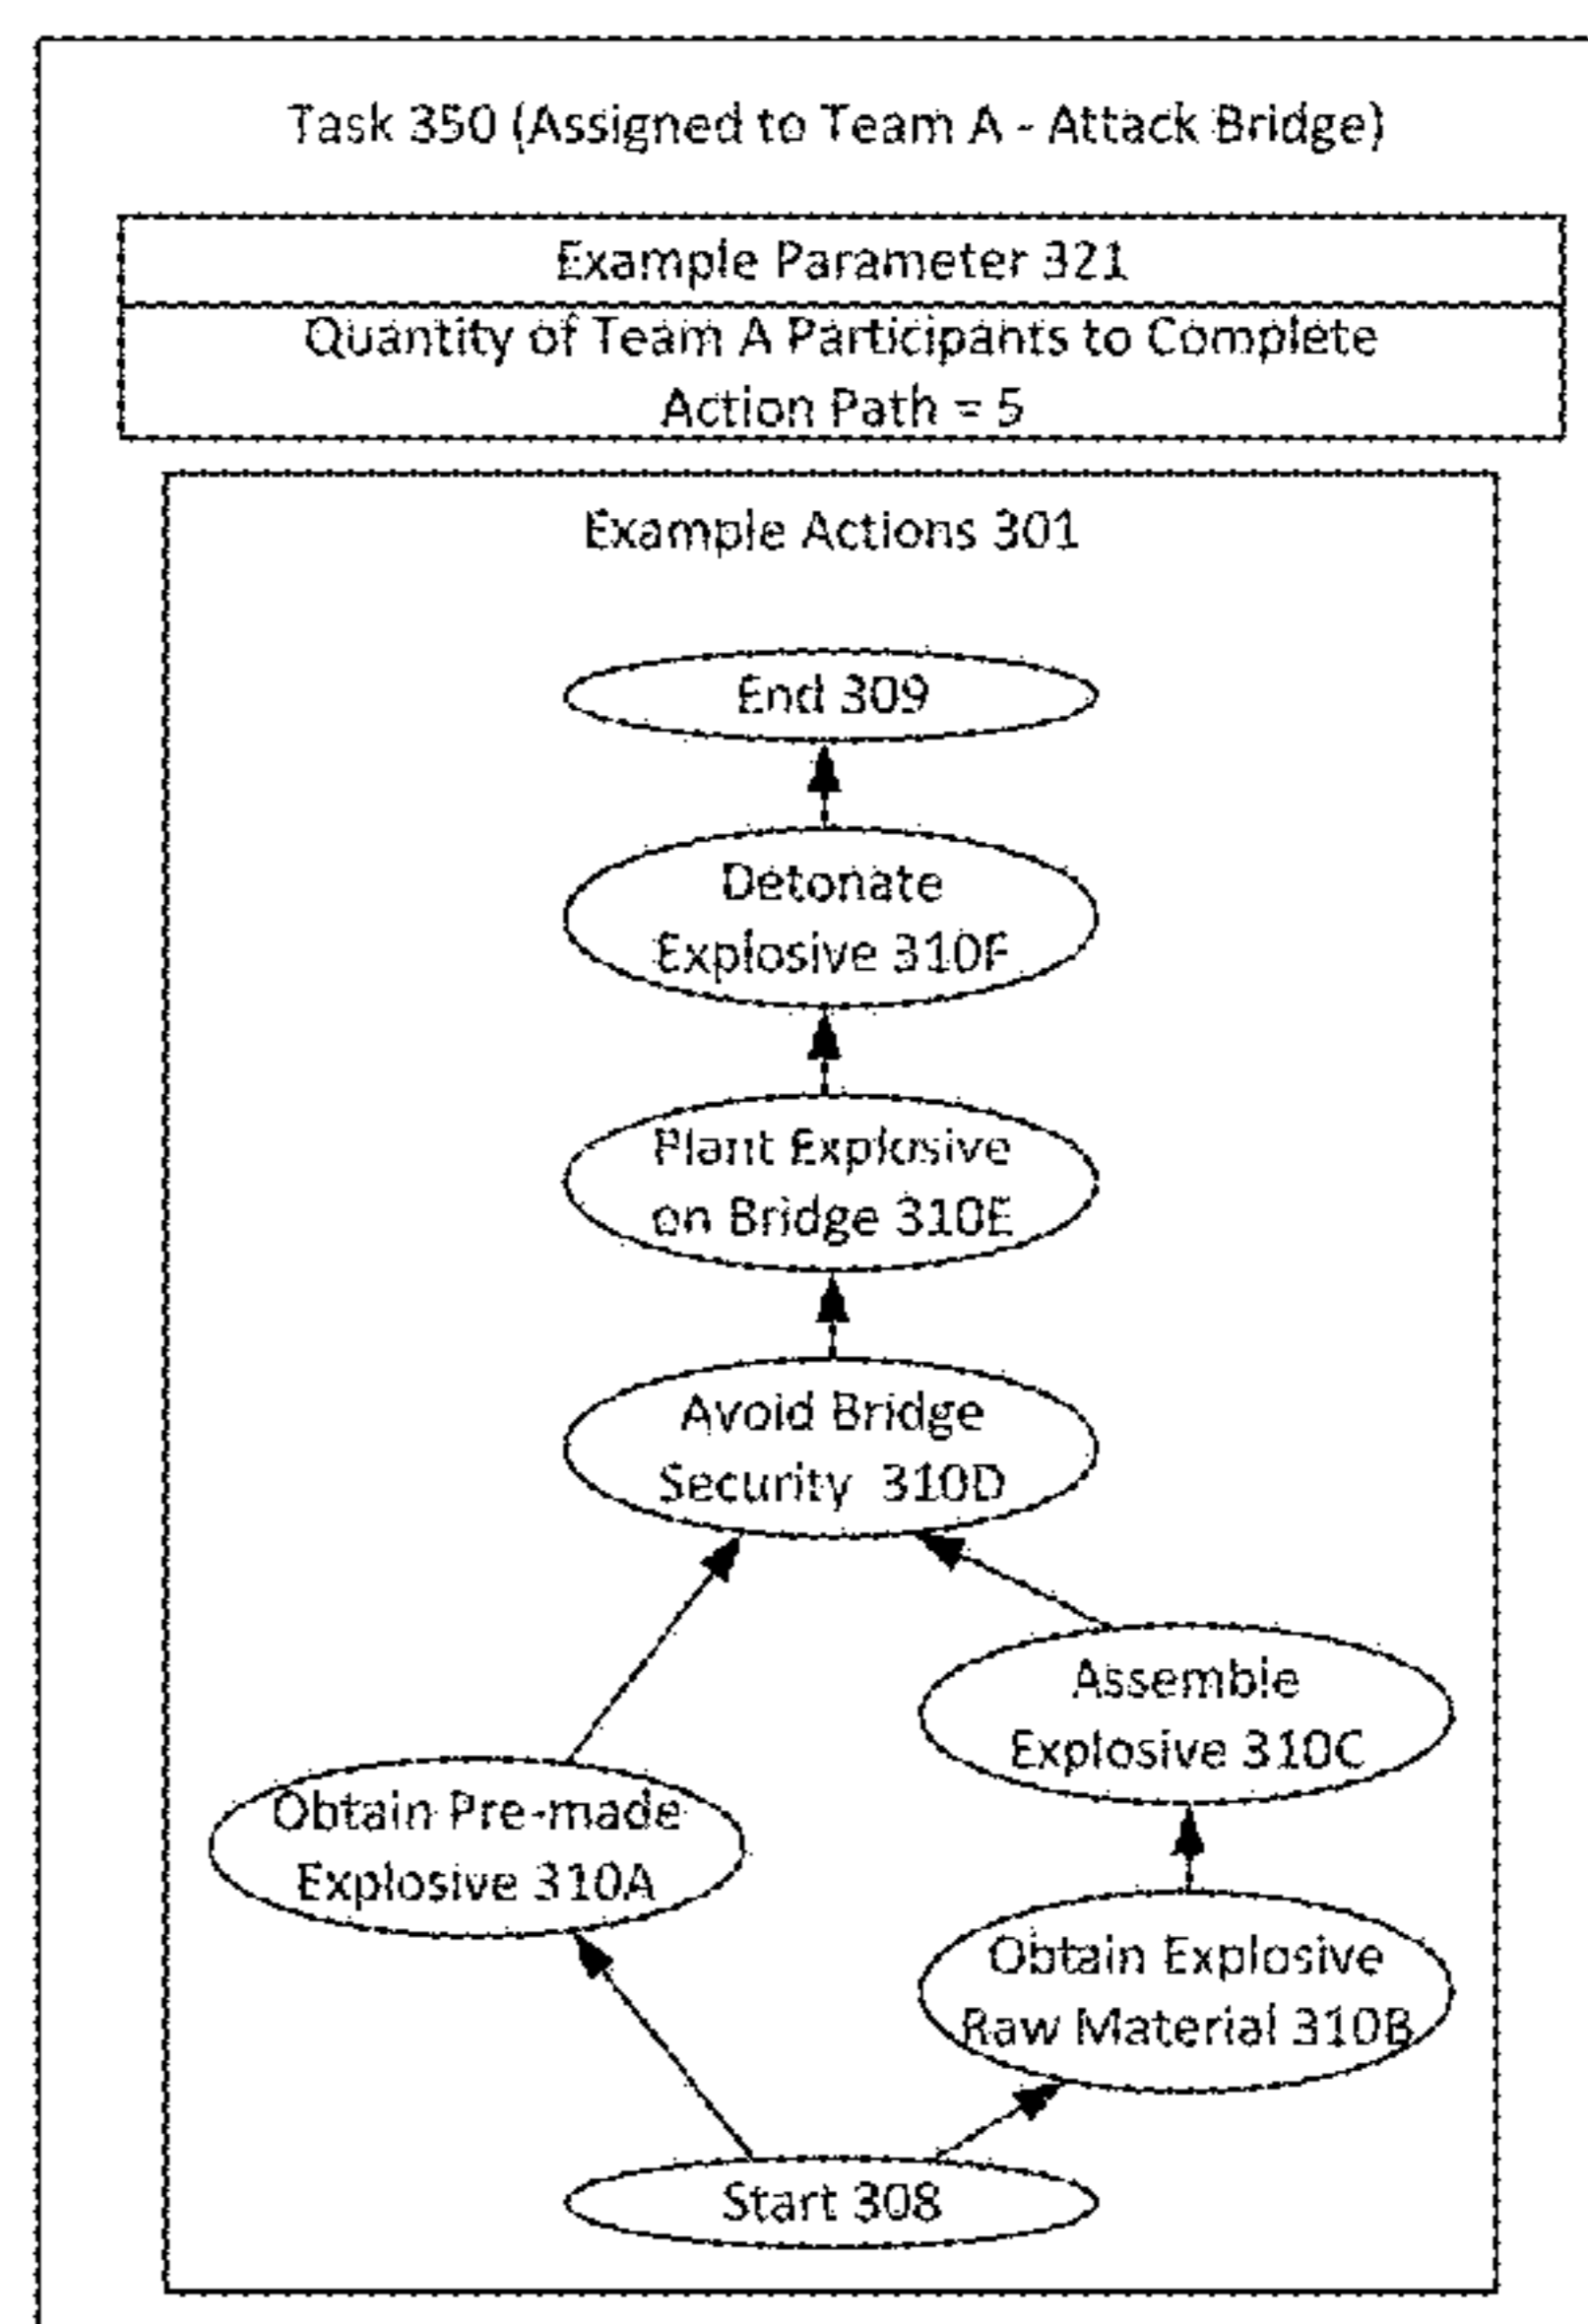 Task 350 (Assigned to Team A - Attack Bridge)
Example Parameter 321
Quantity of Team A Participants to Complete
Action Path = 5
Example Actions 301
End 309
Detonate
Explosive 310F
Plant Explosive
on Bridge 310E
Avoid Bridge
Security 310D
Assemble
Explosive 310C
Obtain Pre-made
Explosive 310A
Obtain Explosive
Raw Material 310B
Start 308